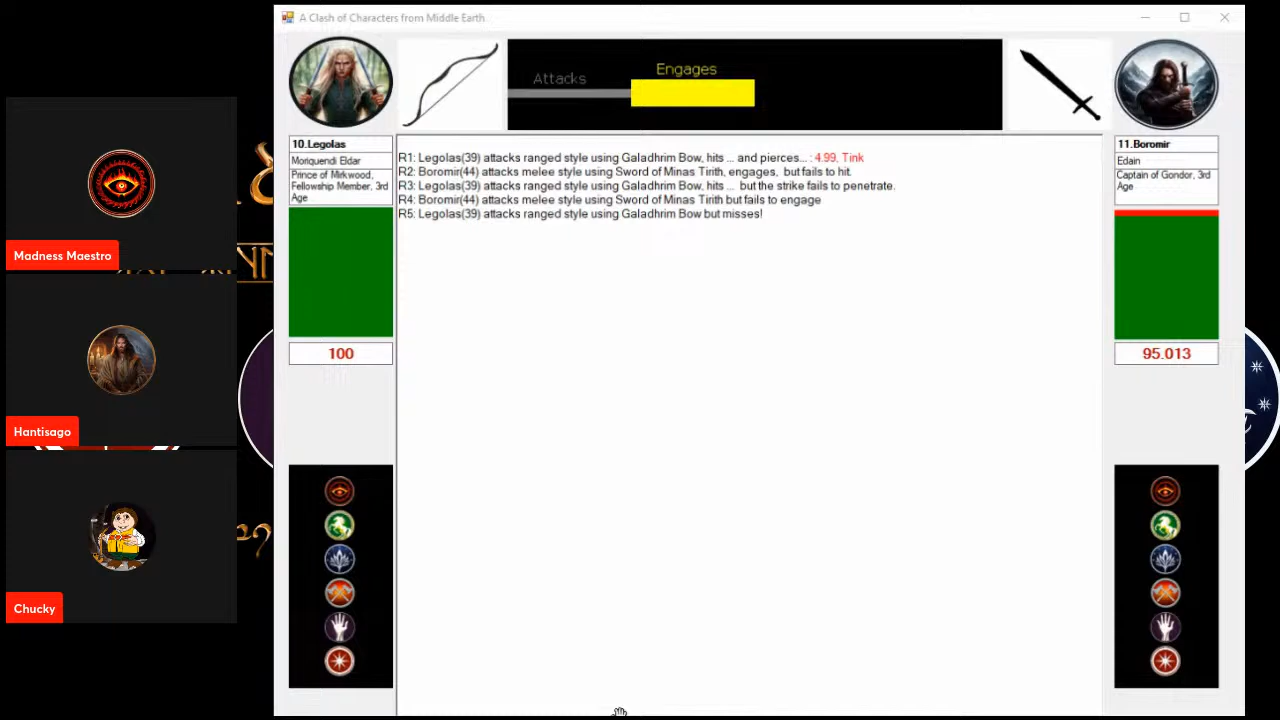 A Clash of Characters from Middle Earth
Attacks
Engages
10.Legolas
Moriquendi Eldar
Prince of Mirkwood,
Fellowship Member, 3rd
Age
100
R1: Legolas(39) attacks ranged style using Galadhrim Bow, hits ... and pierces... : 4.99, Tink
R2: Boromir(44) attacks melee style using Sword of Minas Tirith, engages, but fails to hit.
R3: Legolas(39) attacks ranged style using Galadhrim Bow, hits ... but the strike fails to penetrate.
R4: Boromir(44) attacks melee style using Sword of Minas Tirith but fails to engage
R5: Legolas(39) attacks ranged style using Galadhrim Bow but misses!
11.Boromir
Edain
Captain of Gondor, 3rd
Age
95.013
Madness Maestro
Hantisago
Chucky